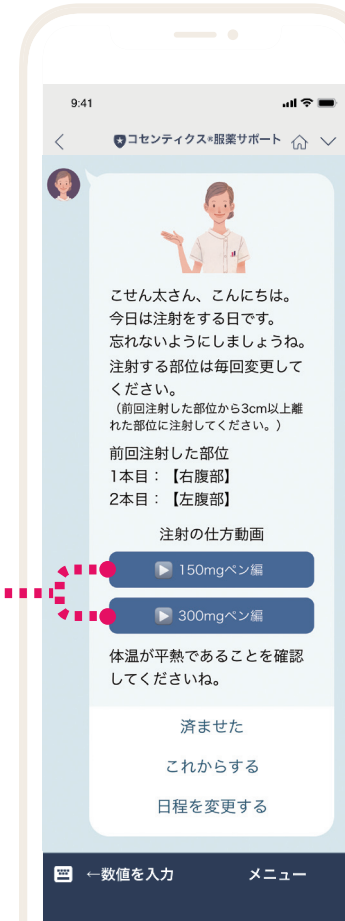 9:41
コセンティクス®服薬サポート
こせん太さん、こんにちは。
今日は注射をする日です。
忘れないようにしましょうね。
注射する部位は毎回変更して
ください。
（前回注射した部位から3cm以上離
れた部位に注射してください。）
前回注射した部位
1本目：【右腹部】
2本目：【左腹部】
注射の仕方動画
150mgペン編
300mgペン編
体温が平熱であることを確認
してくださいね。
済ませた
これからする
日程を変更する
←数値を入力
メニュー